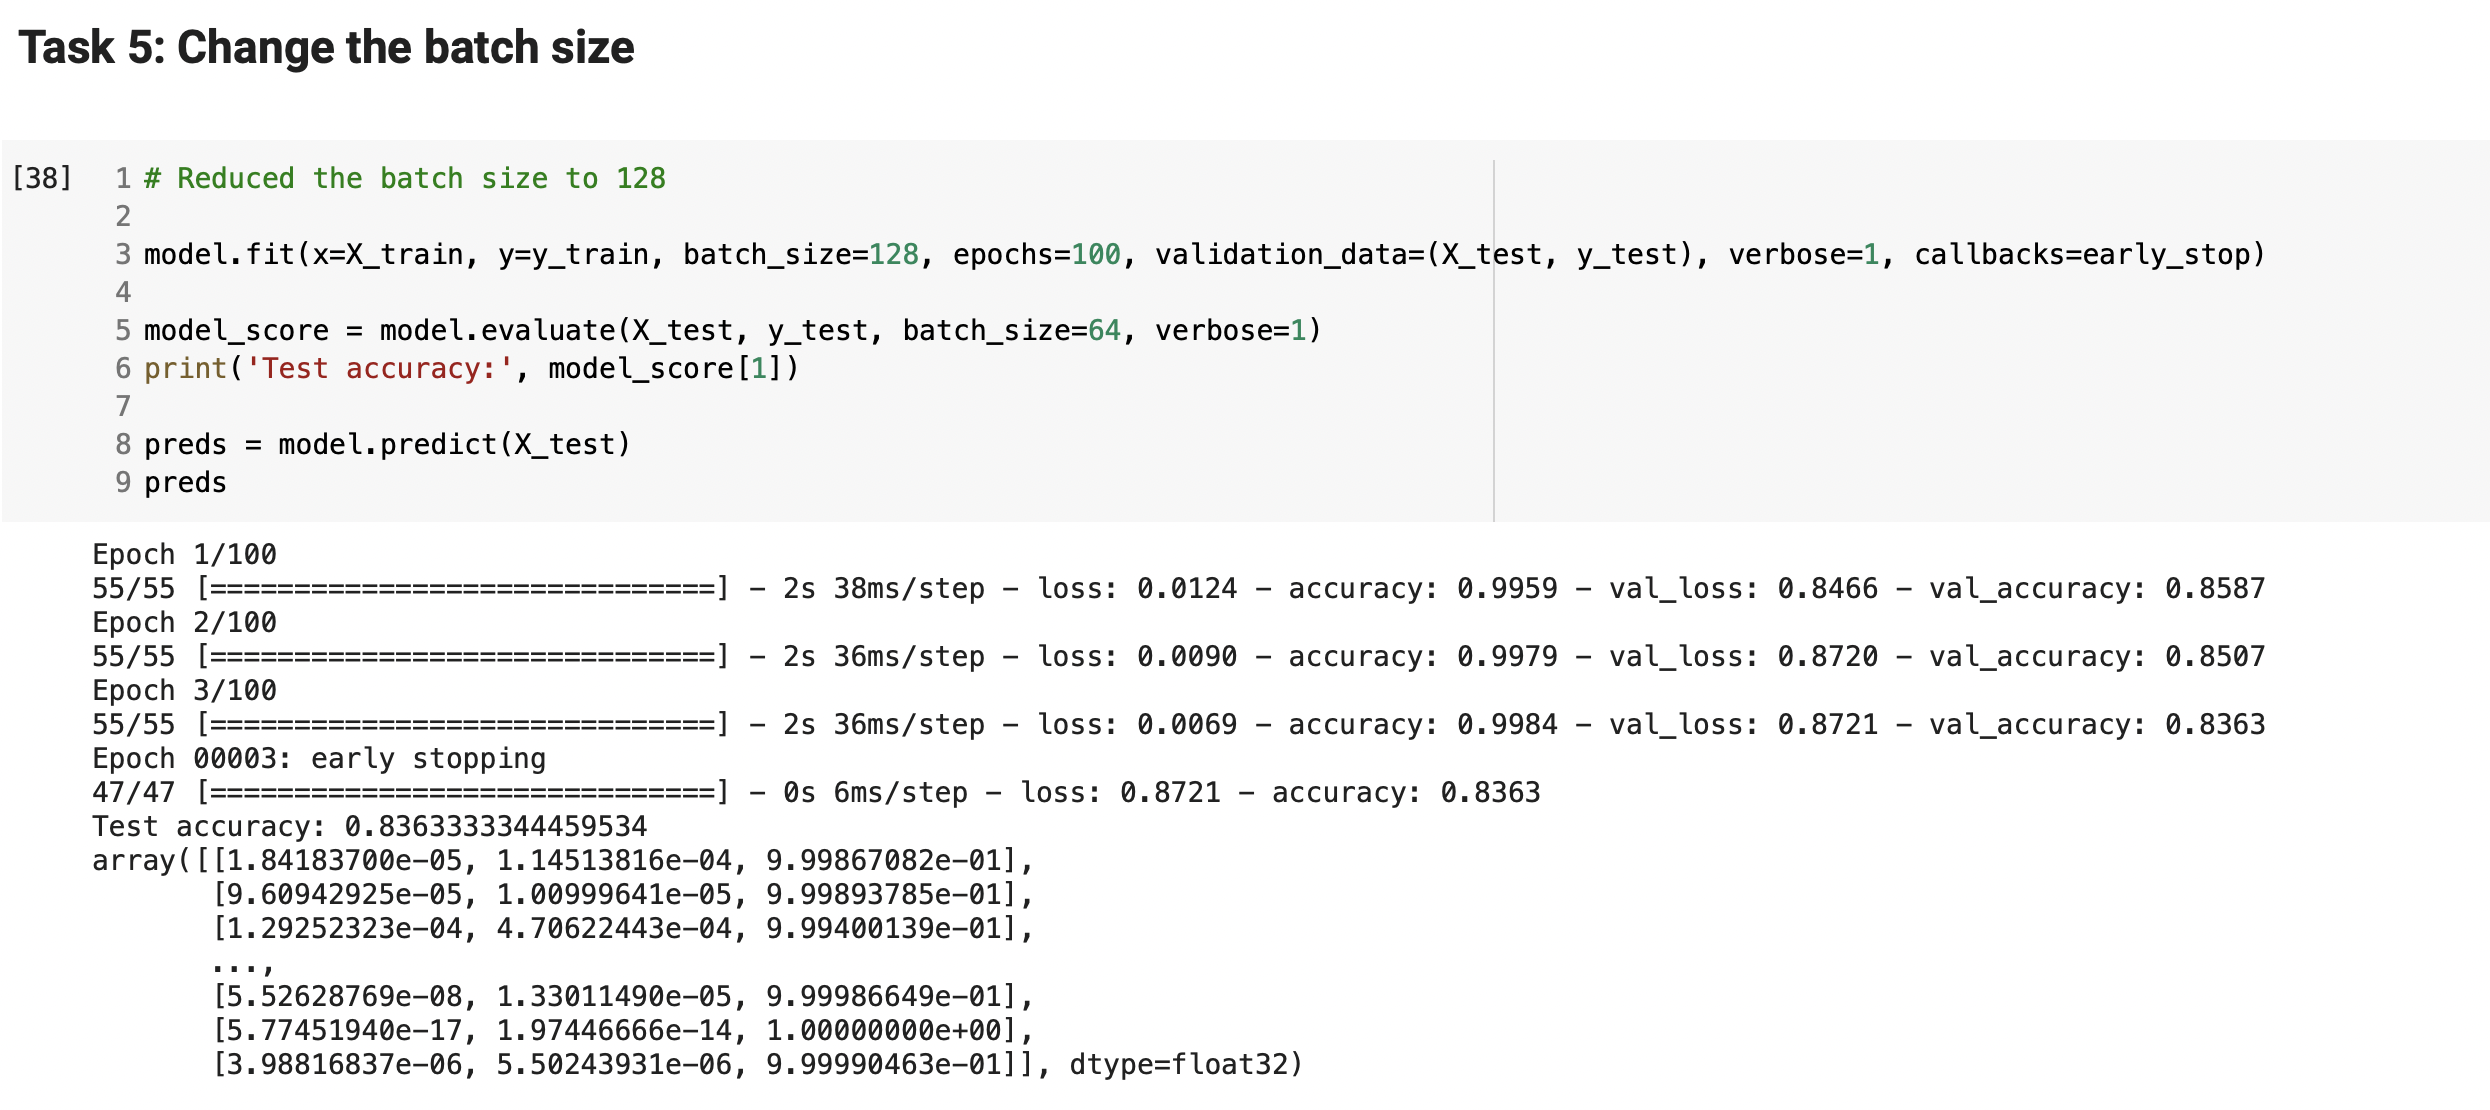 Task 5: Change the batch size
[38] 1 # Reduced the batch size to 128
2
3 model.fit(x=X_train, y=y_train, batch_size=128, epochs=100, validation_data=(X_test, y_test), verbose=1, callbacks=early_stop)
4
5 model_score = model.evaluate(X_test, y_test, batch_size=64, verbose=1)
6 print('Test accuracy:', model_score[1])
7
8 preds = model.predict(X_test)
9 preds
Epoch 1/100
55/55 [==============================] - 2s 38ms/step - loss: 0.0124 - accuracy: 0.9959 - val_loss: 0.8466 - val_accuracy: 0.8587
Epoch 2/100
55/55 [==============================] - 2s 36ms/step - loss: 0.0090 - accuracy: 0.9979 - val_loss: 0.8720 - val_accuracy: 0.8507
Epoch 3/100
55/55 [==============================] - 2s 36ms/step - loss: 0.0069 - accuracy: 0.9984 - val_loss: 0.8721 - val_accuracy: 0.8363
Epoch 00003: early stopping
47/47 [==============================] - 0s 6ms/step - loss: 0.8721 - accuracy: 0.8363
Test accuracy: 0.8363333344459534
array([[1.84183700e-05, 1.14513816e-04, 9.99867082e-01],
[9.60942925e-05, 1.00999641e-05, 9.99893785e-01],
[1.29252323e-04, 4.70622443e-04, 9.99400139e-01],
...,
[5.52628769e-08, 1.33011490e-05, 9.99986649e-01],
[5.77451940e-17, 1.97446666e-14, 1.00000000e+00],
[3.98816837e-06, 5.50243931e-06, 9.99990463e-01]], dtype=float32)